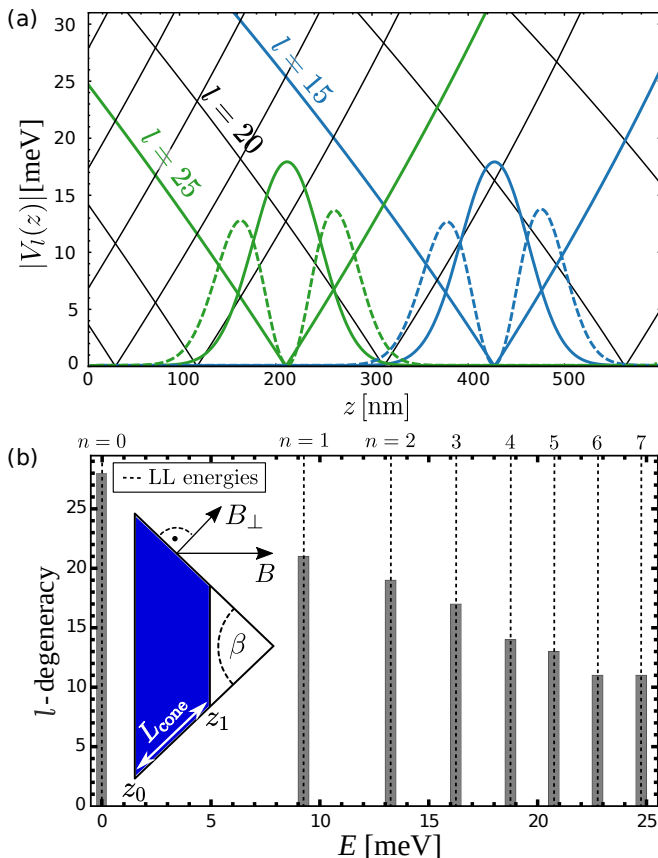 (a)
30
25
20
15
10
5
0
|V_l(z)| [meV]
l = 25
l = 20
l = 15
0
100
200
300
400
500
z [nm]
(b)
n = 0
n = 1
n = 2
3
4
5
6
7
LL energies
25
20
15
10
5
0
l-degeneracy
B⊥
B
β
L_cone
z_1
z_0
0
5
10
15
20
25
E [meV]